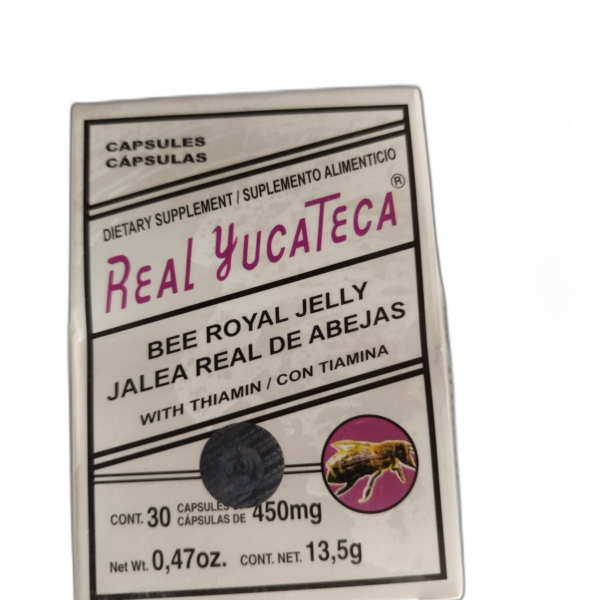 CAPSULES
CÁPSULAS
DIETARY SUPPLEMENT / SUPLEMENTO ALIMENTICIO
REAL YUCATECA ®
BEE ROYAL JELLY
JALEA REAL DE ABEJAS
WITH THIAMIN / CON TIAMINA
CONT. 30 CAPSULES
CÁPSULAS DE 450mg
Net Wt. 0,47oz. CONT. NET. 13,5g